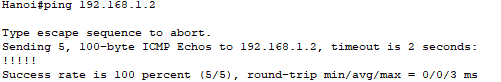 Hanoi#ping 192.168.1.2
Type escape sequence to abort.
Sending 5, 100-byte ICMP Echos to 192.168.1.2, timeout is 2 seconds:
!!!!!
Success rate is 100 percent (5/5), round-trip min/avg/max = 0/0/3 ms